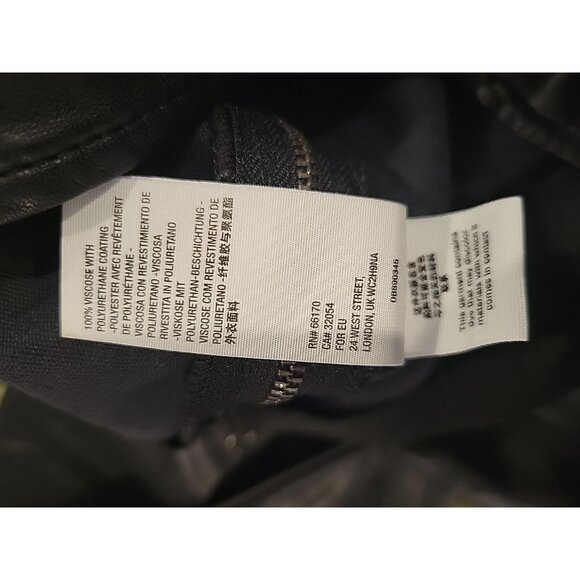 100% VISCOSE WITH
POLYURETHANE COATING
-POLYESTER AVEC REVÊTEMENT
DE POLYURÉTHANE -
VISCOSA CON REVESTIMIENTO DE
POLIURETANO -VISCOSA
RIVESTITA IN POLIURETANO
-VISKOSE MIT
POLYURETHAN-BESCHICHTUNG -
VISCOSE COM REVESTIMENTO DE
POLIURETANO -纤维胶与聚氨酯
外衣面料
RN# 66170
CA# 32054
FOR EU
24 WEST STREET,
LONDON, UK WC2H9NA
OB890345
This garment contains
dye that may discolor
materials with which it
comes in contact